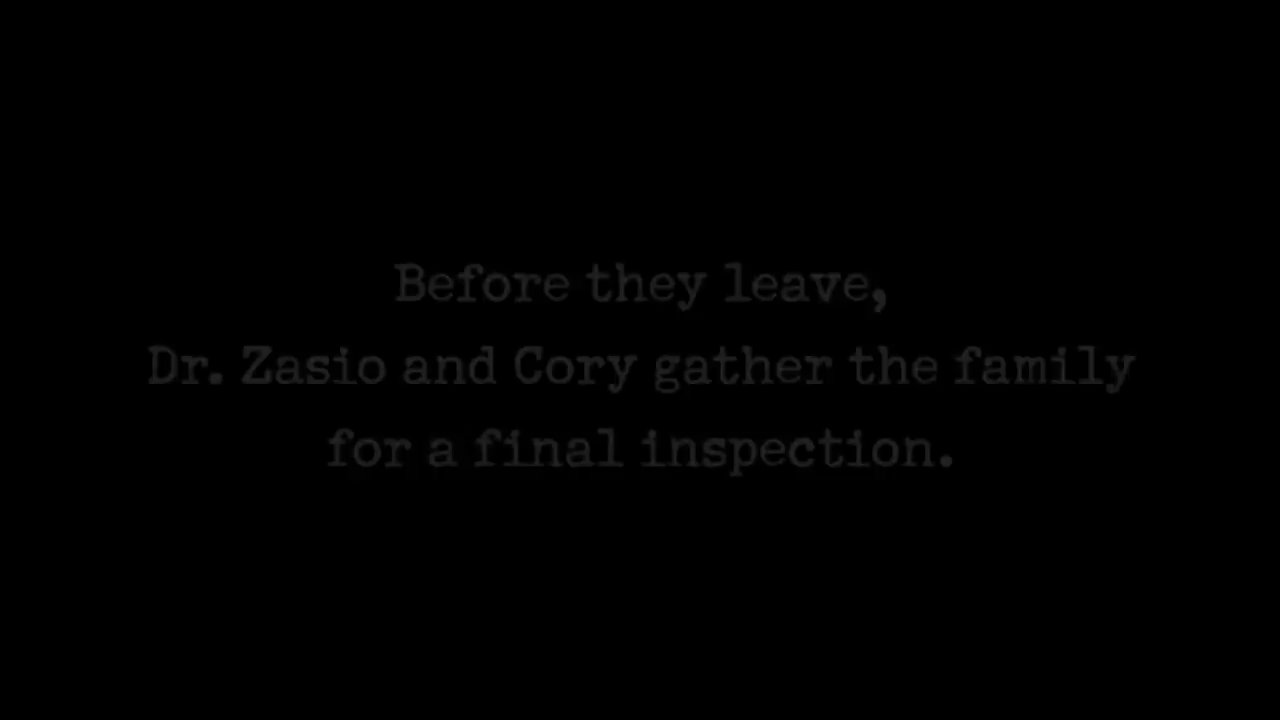 Before they leave,
Dr. Zasio and Cory gather the family
for a final inspection.